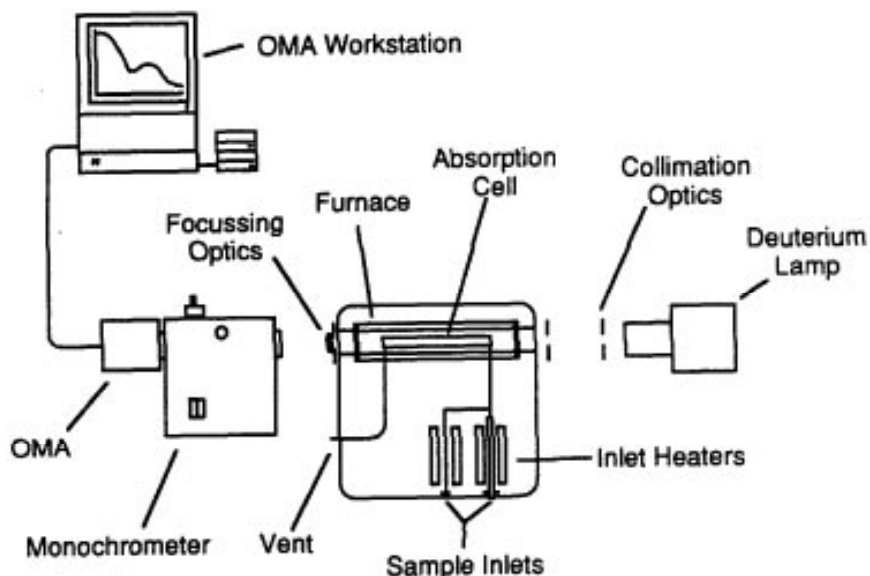 OMA Workstation
Absorption
Cell
Collimation
Optics
Furnace
Focussing
Optics
Deuterium
Lamp
OMA
Inlet Heaters
Monochrometer
Vent
Sample Inlets